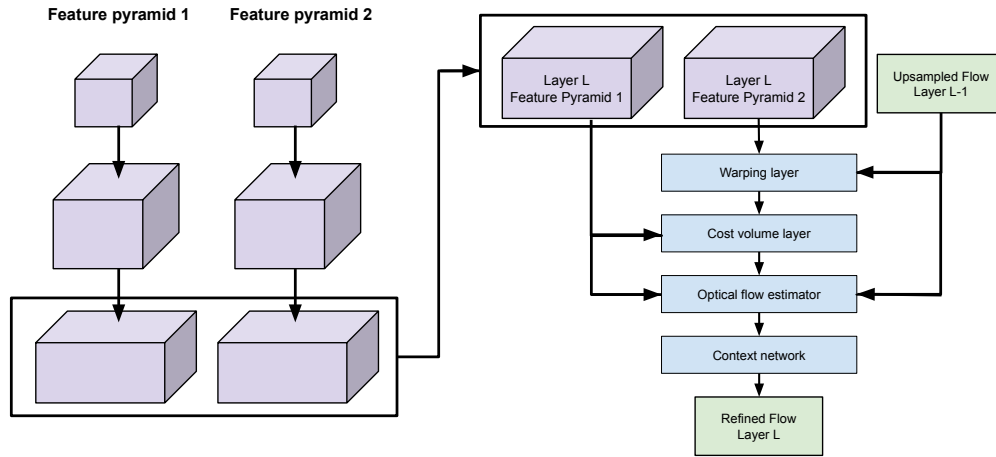 Feature pyramid 1
Feature pyramid 2
Layer L
Feature Pyramid 1
Layer L
Feature Pyramid 2
Upsampled Flow
Layer L-1
Warping layer
Cost volume layer
Optical flow estimator
Context network
Refined Flow
Layer L